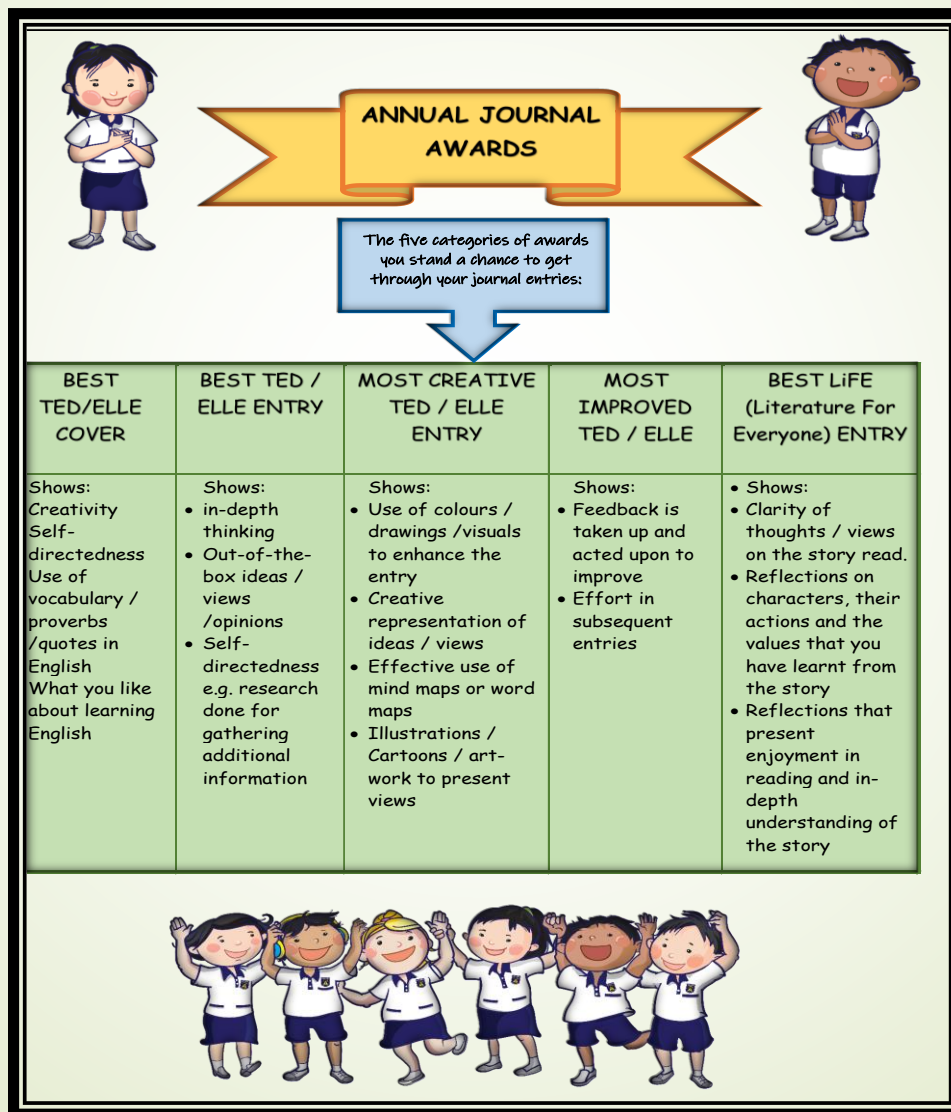 ANNUAL JOURNAL
AWARDS
The five categories of awards
you stand a chance to get
through your journal entries:
BEST
TED/ELLE
COVER
Shows:
Creativity
Self-
directedness
Use of
vocabulary /
proverbs
/quotes in
English
What you like
about learning
English
BEST TED /
ELLE ENTRY
Shows:
• in-depth
thinking
• Out-of-the-
box ideas /
views
/opinions
• Self-
directedness
e.g. research
done for
gathering
additional
information
MOST CREATIVE
TED / ELLE
ENTRY
Shows:
• Use of colours /
drawings /visuals
to enhance the
entry
• Creative
representation of
ideas / views
• Effective use of
mind maps or word
maps
• Illustrations /
Cartoons / art-
work to present
views
MOST
IMPROVED
TED / ELLE
Shows:
• Feedback is
taken up and
acted upon to
improve
• Effort in
subsequent
entries
BEST LiFE
(Literature For
Everyone) ENTRY
• Shows:
• Clarity of
thoughts / views
on the story read.
• Reflections on
characters, their
actions and the
values that you
have learnt from
the story
• Reflections that
present
enjoyment in
reading and in-
depth
understanding of
the story